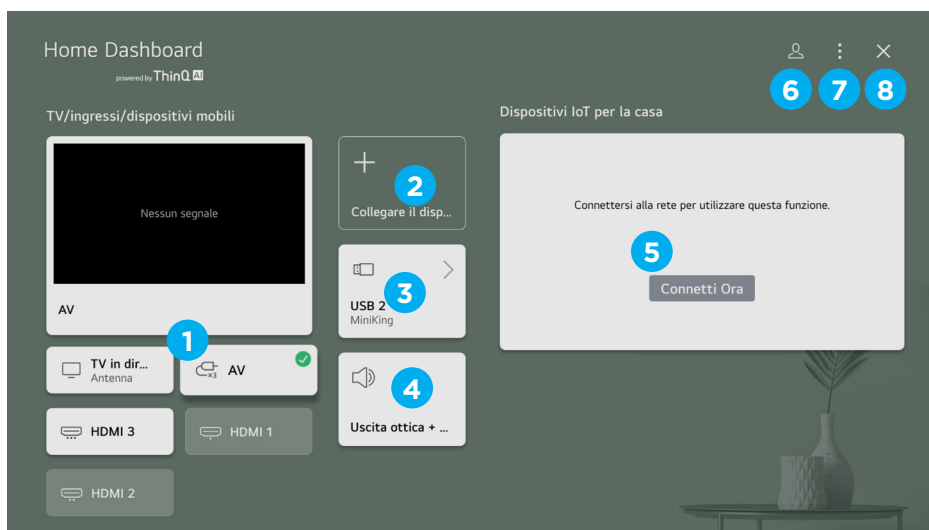 Home Dashboard
powered by ThinQ AI
6 7 8
TV/ingressi/dispositivi mobili
Dispositivi IoT per la casa
Nessun segnale
AV
1
TV in dir...
Antenna
x3 AV
HDMI 3
HDMI 1
HDMI 2
2
Collegare il disp...
3
USB 2
MiniKing
4
Uscita ottica + ...
Connettersi alla rete per utilizzare questa funzione.
5
Connetti Ora